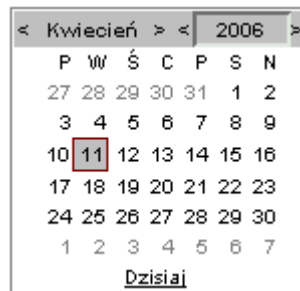 < Kwiecień > < 2006 >
P W Ś C P S N
27 28 29 30 31 1 2
3 4 5 6 7 8 9
10 11 12 13 14 15 16
17 18 19 20 21 22 23
24 25 26 27 28 29 30
1 2 3 4 5 6 7
Dzisiaj